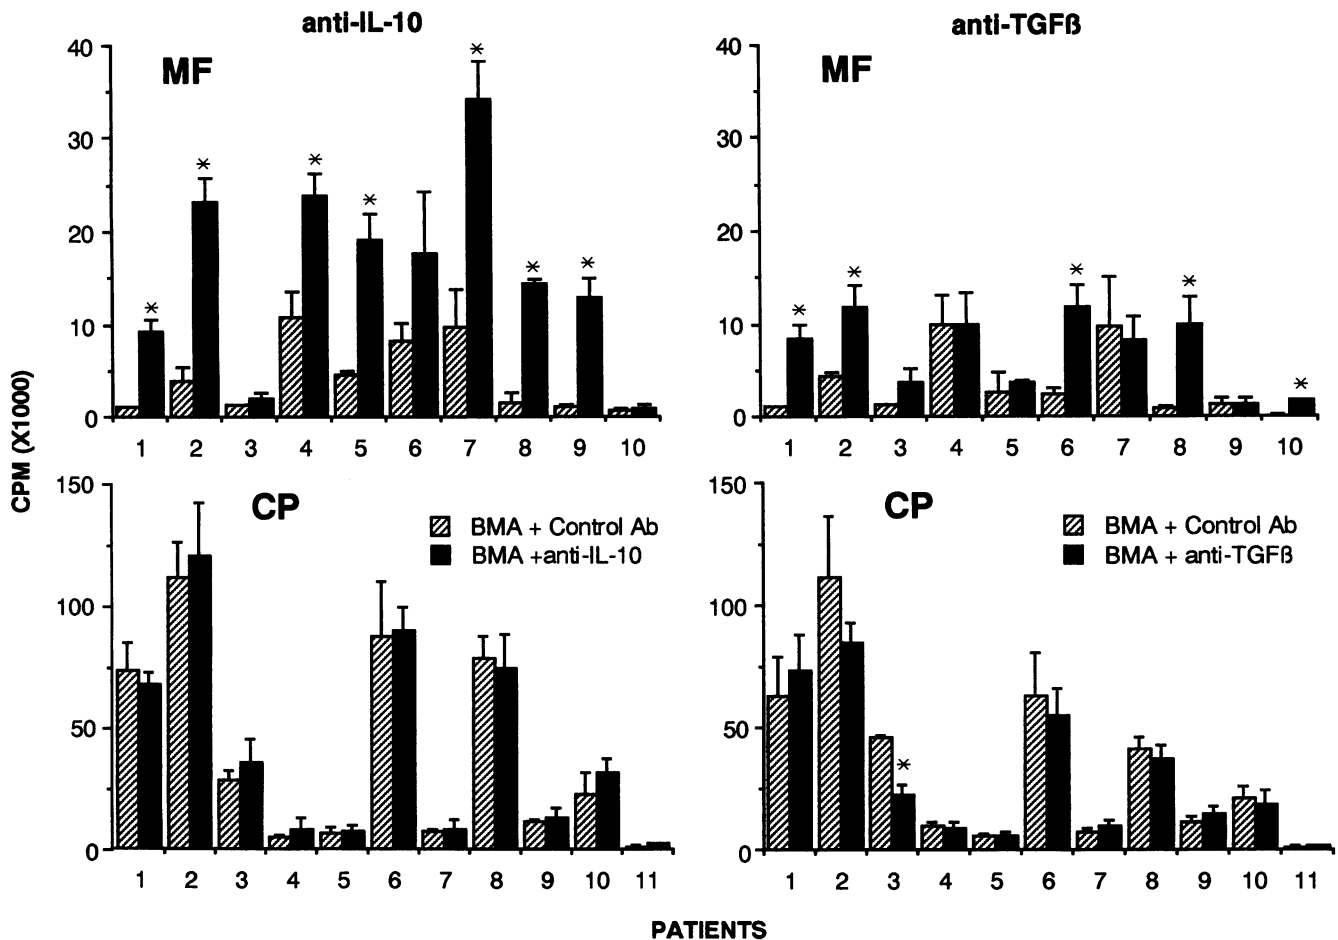 anti-IL-10
anti-TGFß
MF
MF
40
30
20
10
0
40
30
20
10
0
* * * * * * *
* * * * *
1 2 3 4 5 6 7 8 9 10
1 2 3 4 5 6 7 8 9 10
CPM (X1000)
CP
CP
150
100
50
0
150
100
50
0
BMA + Control Ab
BMA +anti-IL-10
BMA + Control Ab
BMA + anti-TGFß
*
1 2 3 4 5 6 7 8 9 10 11
1 2 3 4 5 6 7 8 9 10 11
PATIENTS